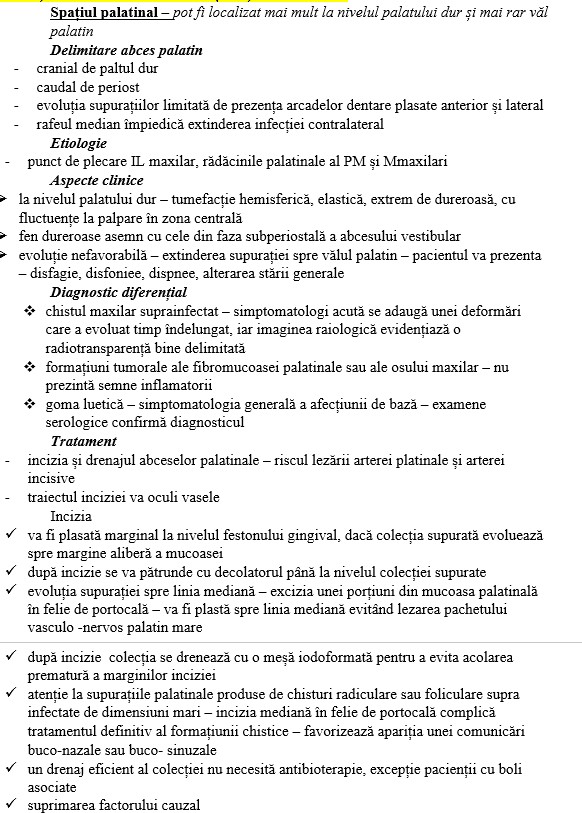 Spațiul palatinal – pot fi localizat mai mult la nivelul palatului dur și mai rar văl
palatin
Delimitare abces palatin
- cranial de paltul dur
- caudal de periost
- evoluția supurațiilor limitată de prezența arcadelor dentare plasate anterior și lateral
- rafeul median împiedică extinderea infecției contralateral
Etiologie
- punct de plecare IL maxilar, rădăcinile palatinale al PM și Mmaxilari
Aspecte clinice
➢ la nivelul palatului dur – tumefacție hemisferică, elastică, extrem de dureroasă, cu
fluctuențe la palpare în zona centrală
➢ fen dureroase asemn cu cele din faza subperiostală a abcesului vestibular
➢ evoluție nefavorabilă – extinderea supurației spre vălul palatin – pacientul va prezenta
– disfagie, disfoniee, dispnee, alterarea stării generale
Diagnostic diferențial
❖ chistul maxilar suprainfectat – simptomatologi acută se adaugă unei deformări
care a evoluat timp îndelungat, iar imaginea raiologică evidențiază o
radiotransparență bine delimitată
❖ formațiuni tumorale ale fibromucoasei palatinale sau ale osului maxilar – nu
prezintă semne inflamatorii
❖ goma luetică – simptomatologia generală a afecțiunii de bază – examene
serologice confirmă diagnosticul
Tratament
- incizia și drenajul abceselor palatinale – riscul lezării arterei platinale și arterei
incisive
- traiectul inciziei va oculi vasele
Incizia
✓ va fi plasată marginal la nivelul festonului gingival, dacă colecția supurată evoluează
spre margine aliberă a mucoasei
✓ după incizie se va pătrunde cu decolatorul până la nivelul colecției supurate
✓ evoluția supurației spre linia mediană – excizia unei porțiuni din mucoasa palatinală
în felie de portocală – va fi plastă spre linia mediană evitând lezarea pachetului
vasculo -nervos palatin mare
✓ după incizie colecția se drenează cu o meșă iodoformată pentru a evita acolarea
prematură a marginilor inciziei
✓ atenție la supurațiile palatinale produse de chisturi radiculare sau foliculare supra
infectate de dimensiuni mari – incizia mediană în felie de portocală complică
tratamentul definitiv al formațiunii chistice – favorizează apariția unei comunicări
buco-nazale sau buco- sinuzale
✓ un drenaj eficient al colecției nu necesită antibioterapie, excepție pacienții cu boli
asociate
✓ suprimarea factorului cauzal